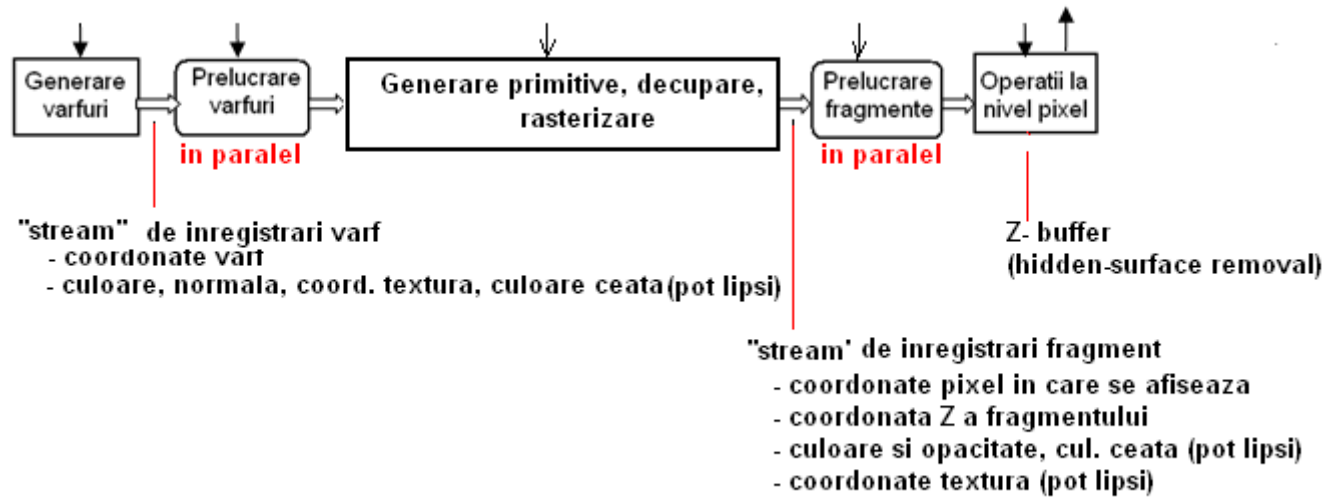 Generare
varfuri
Prelucrare
varfuri
Generare primitive, decupare,
rasterizare
Prelucrare
fragmente
Operatii la
nivel pixel
in paralel
in paralel
"stream" de inregistrari varf
- coordonate varf
- culoare, normala, coord. textura, culoare ceata (pot lipsi)
Z- buffer
(hidden-surface removal)
"stream' de inregistrari fragment
- coordonate pixel in care se afiseaza
- coordonata Z a fragmentului
- culoare si opacitate, cul. ceata (pot lipsi)
- coordonate textura (pot lipsi)